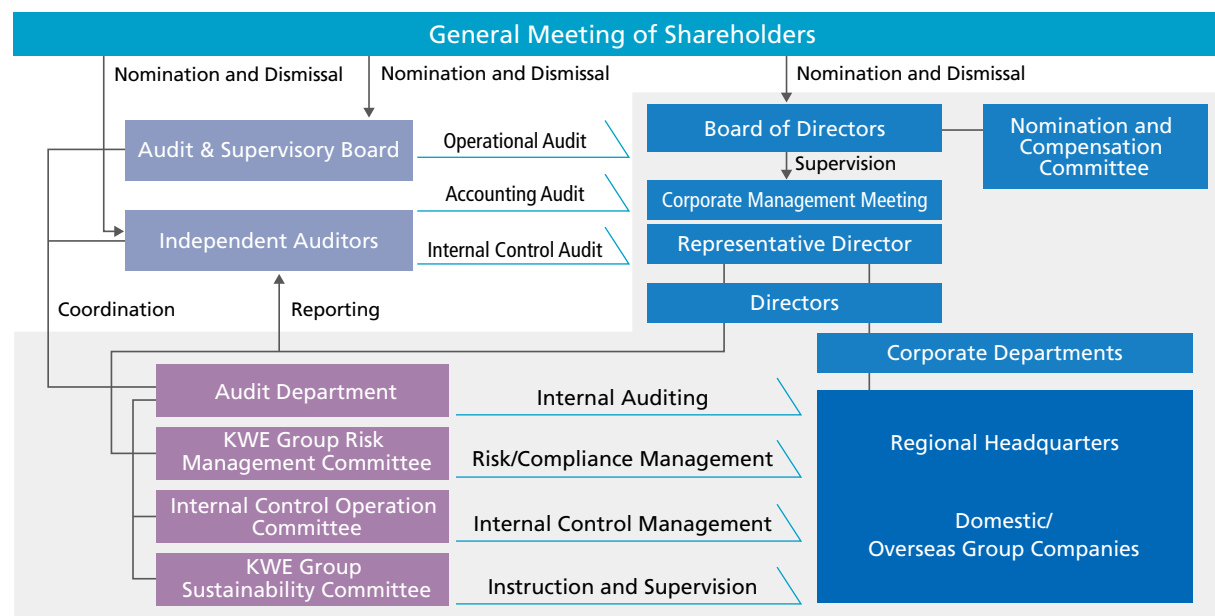 General Meeting of Shareholders
Nomination and Dismissal
Nomination and Dismissal
Nomination and Dismissal
Audit & Supervisory Board
Operational Audit
Board of Directors
Nomination and
Compensation
Committee
Supervision
Accounting Audit
Corporate Management Meeting
Independent Auditors
Internal Control Audit
Representative Director
Coordination
Reporting
Directors
Corporate Departments
Audit Department
Internal Auditing
KWE Group Risk
Management Committee
Risk/Compliance Management
Regional Headquarters
Internal Control Operation
Committee
Internal Control Management
Domestic/
Overseas Group Companies
KWE Group
Sustainability Committee
Instruction and Supervision